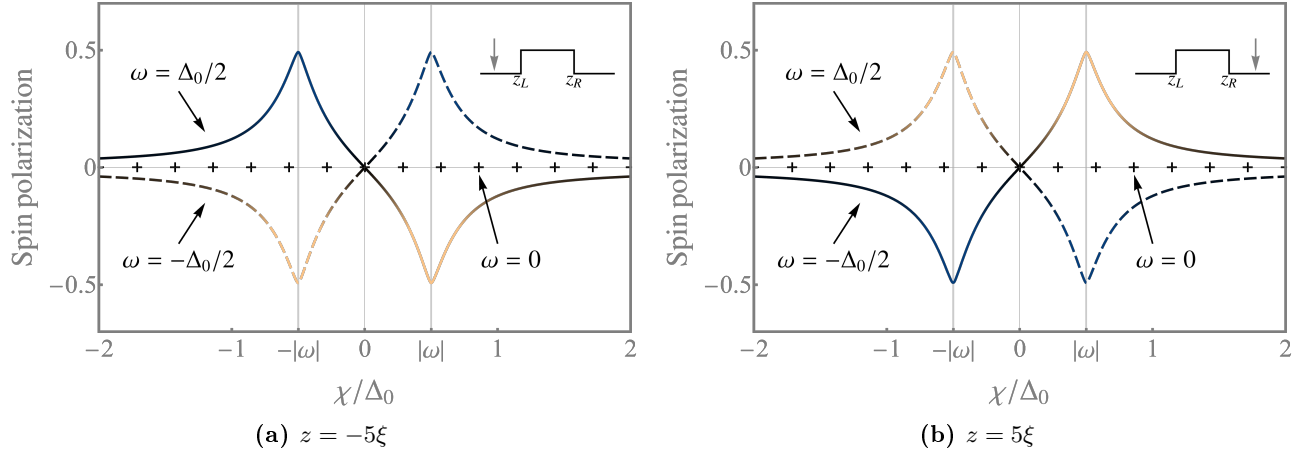 0.5
0
−0.5
Spin polarization
ω = Δ₀/2
ω = −Δ₀/2
ω = 0
z_L z_R
−2 −1 −|ω| 0 |ω| 1 2
χ/Δ₀
(a) z = −5ξ
0.5
0
−0.5
Spin polarization
ω = Δ₀/2
ω = −Δ₀/2
ω = 0
z_L z_R
−2 −1 −|ω| 0 |ω| 1 2
χ/Δ₀
(b) z = 5ξ